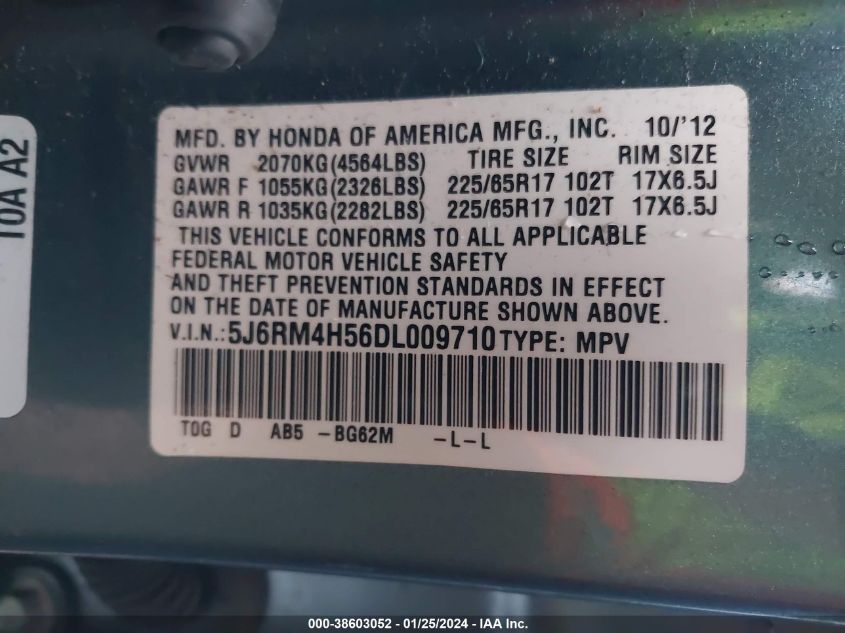 MFD. BY HONDA OF AMERICA MFG., INC. 10/'12
GVWR 2070KG(4564LBS) TIRE SIZE RIM SIZE
GAWR F 1055KG(2326LBS) 225/65R17 102T 17X6.5J
GAWR R 1035KG(2282LBS) 225/65R17 102T 17X6.5J
THIS VEHICLE CONFORMS TO ALL APPLICABLE
FEDERAL MOTOR VEHICLE SAFETY
AND THEFT PREVENTION STANDARDS IN EFFECT
ON THE DATE OF MANUFACTURE SHOWN ABOVE.
V.I.N.: 5J6RM4H56DL009710 TYPE: MPV
TOG D AB5 -BG62M -L-L
TOA A2
000-38603052 - 01/25/2024 - IAA Inc.